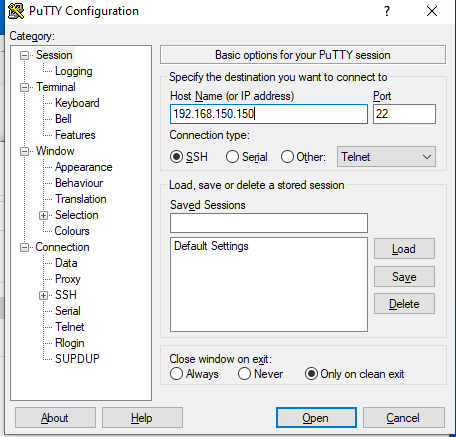 PuTTY Configuration
Category:
Session
Logging
Terminal
Keyboard
Bell
Features
Window
Appearance
Behaviour
Translation
Selection
Colours
Connection
Data
Proxy
SSH
Serial
Telnet
Rlogin
SUPDUP
Basic options for your PuTTY session
Specify the destination you want to connect to
Host Name (or IP address) Port
192.168.150.150 22
Connection type:
SSH Serial Other: Telnet
Load, save or delete a stored session
Saved Sessions
Default Settings
Load
Save
Delete
Close window on exit:
Always Never Only on clean exit
About Help Open Cancel